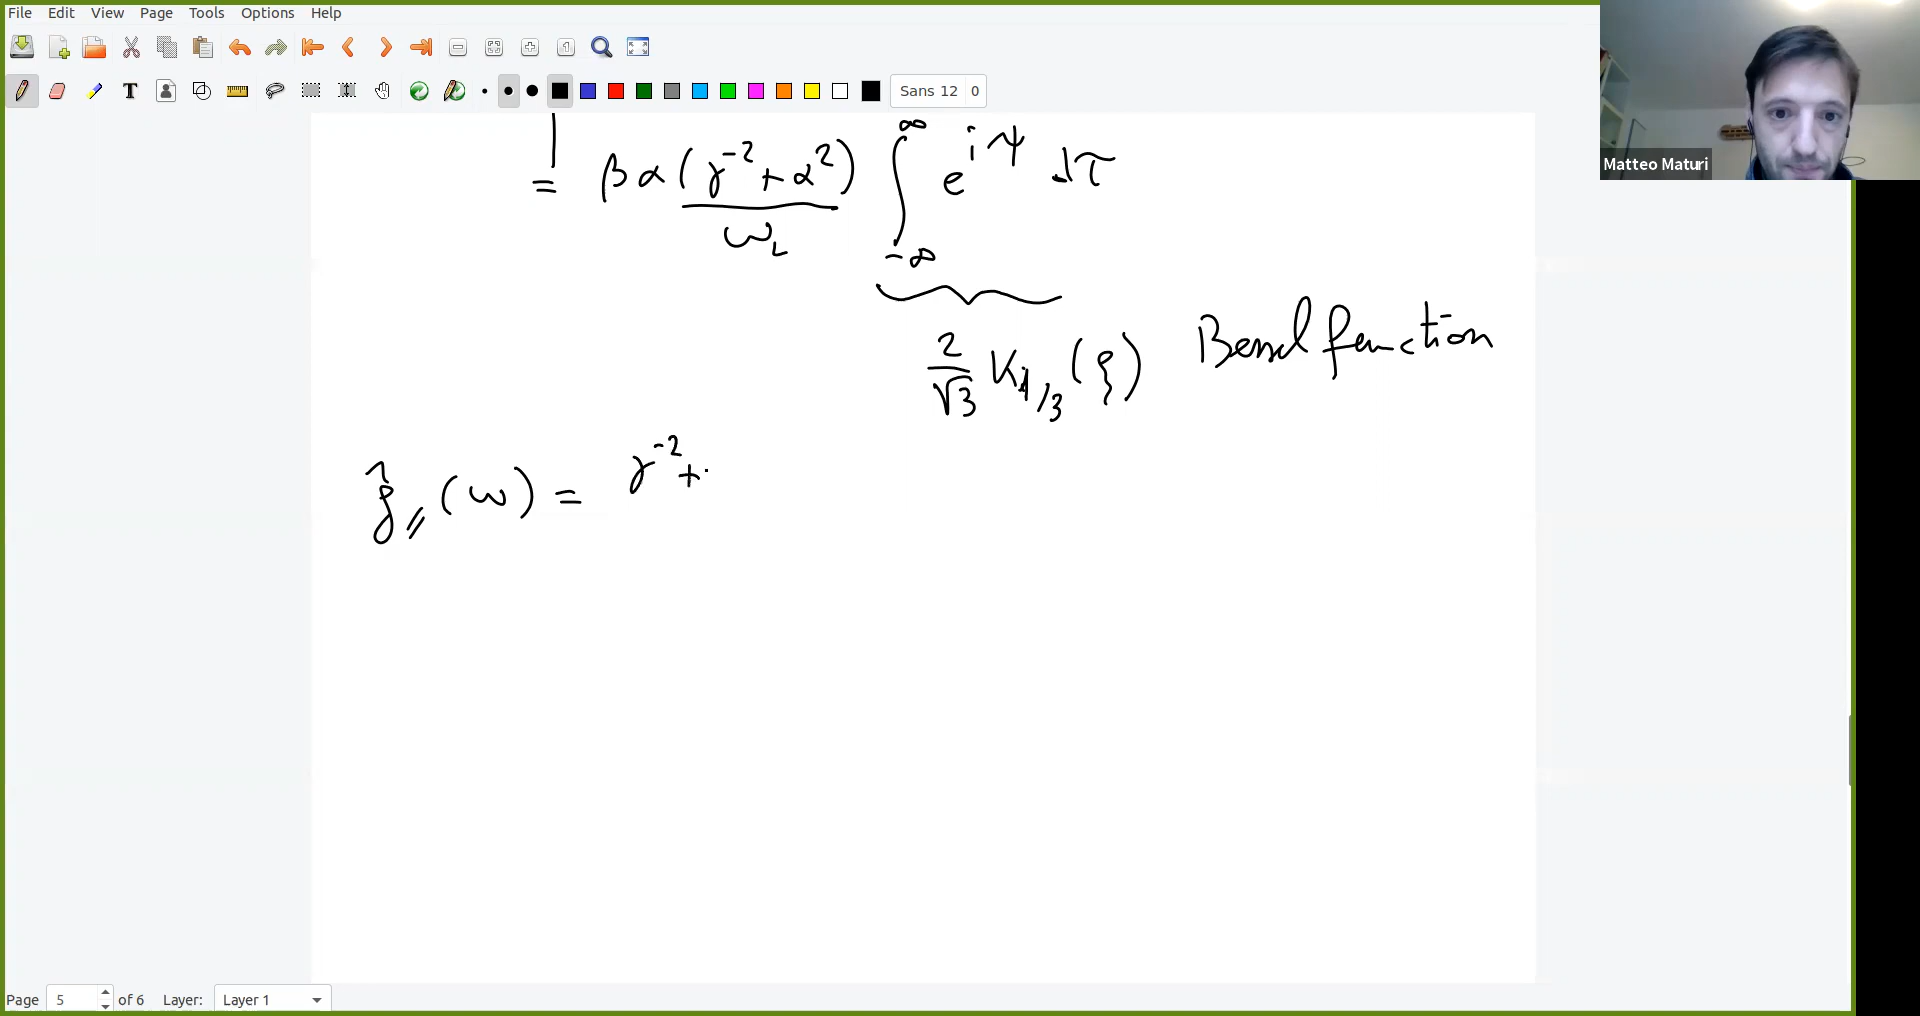 File Edit View Page Tools Options Help
Sans 12 0
Matteo Maturi
= βα(γ⁻²+α²)/ω_L ∫_{-∞}^{∞} e^{iψ} dτ
2/√3 K_{1/3}(ξ) Bessel function
ĝ_{//}(ω) = γ⁻²+
Page 5 of 6 Layer: Layer 1